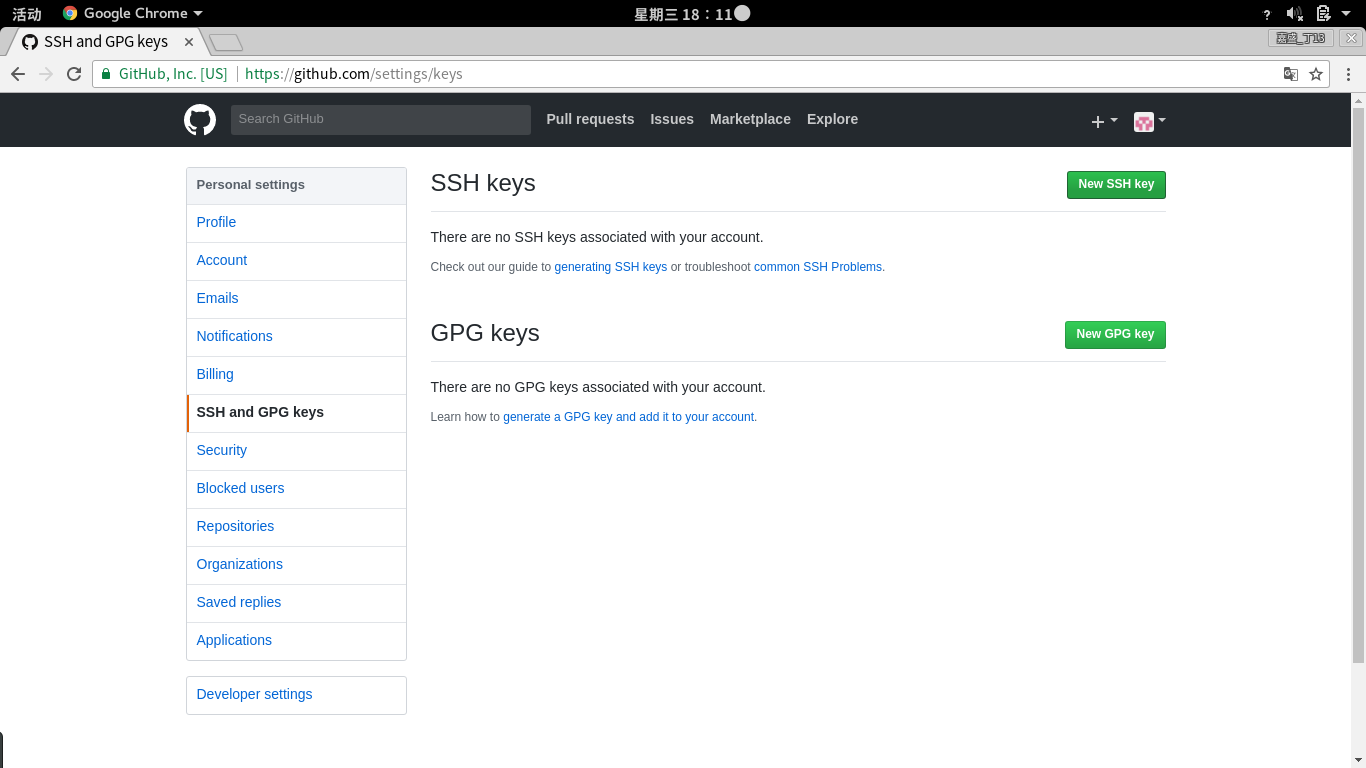 活动 Google Chrome 星期三 18：11
SSH and GPG keys
GitHub, Inc. [US] https://github.com/settings/keys
Search GitHub Pull requests Issues Marketplace Explore
Personal settings
Profile
Account
Emails
Notifications
Billing
SSH and GPG keys
Security
Blocked users
Repositories
Organizations
Saved replies
Applications
Developer settings
SSH keys New SSH key
There are no SSH keys associated with your account.
Check out our guide to generating SSH keys or troubleshoot common SSH Problems.
GPG keys New GPG key
There are no GPG keys associated with your account.
Learn how to generate a GPG key and add it to your account.